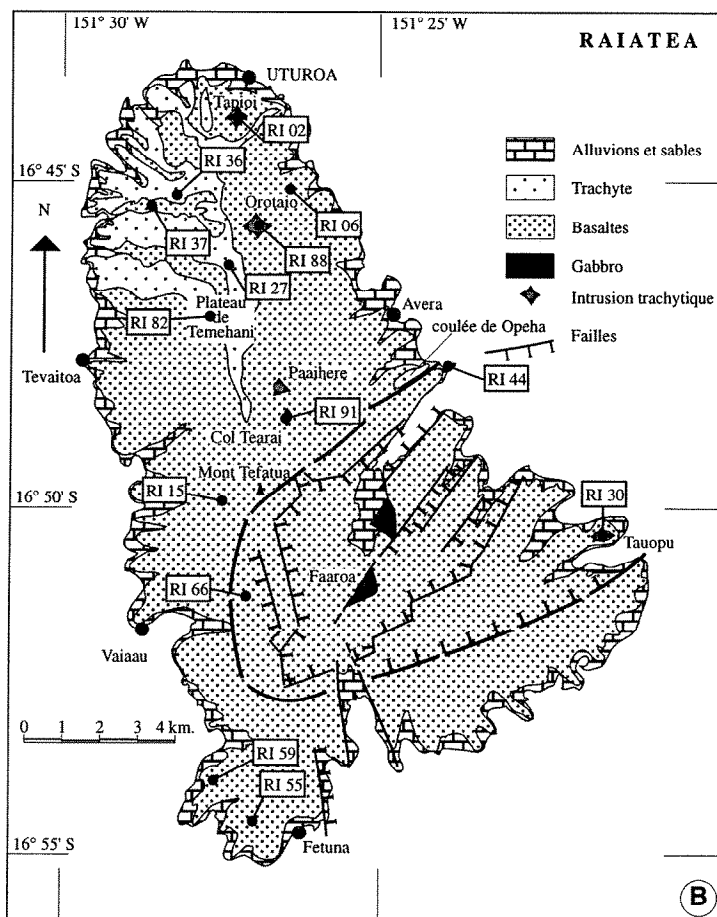 151° 30' W
151° 25' W
RAIATEA
UTUROA
Tapioi
RI 02
Alluvions et sables
RI 36
16° 45' S
Trachyte
N
Orotaio
RI 06
Basaltes
RI 37
RI 88
Gabbro
RI 27
Intrusion trachytique
RI 82
Plateau
de
Temehani
Avera
coulée de Opeha
Failles
Tevaitoa
Paaihere
RI 44
RI 91
Col Tearai
Mont Tefatua
RI 15
16° 50' S
RI 30
Tauopu
Faaroa
RI 66
Vaiaau
0 1 2 4 km.
RI 59
RI 55
16° 55' S
Fetuna
B